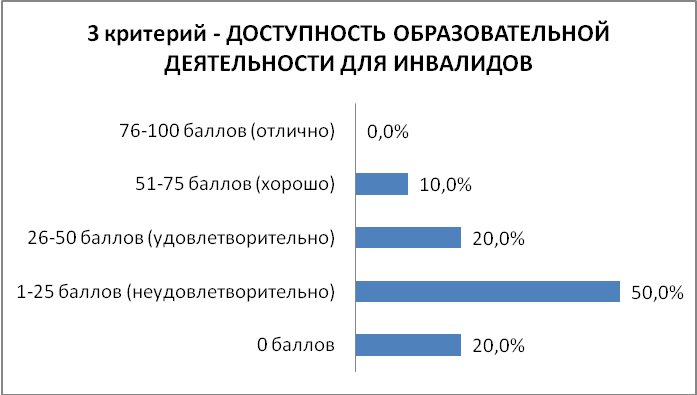 3 критерий - ДОСТУПНОСТЬ ОБРАЗОВАТЕЛЬНОЙ
ДЕЯТЕЛЬНОСТИ ДЛЯ ИНВАЛИДОВ
76-100 баллов (отлично) 0,0%
51-75 баллов (хорошо) 10,0%
26-50 баллов (удовлетворительно) 20,0%
1-25 баллов (неудовлетворительно) 50,0%
0 баллов 20,0%